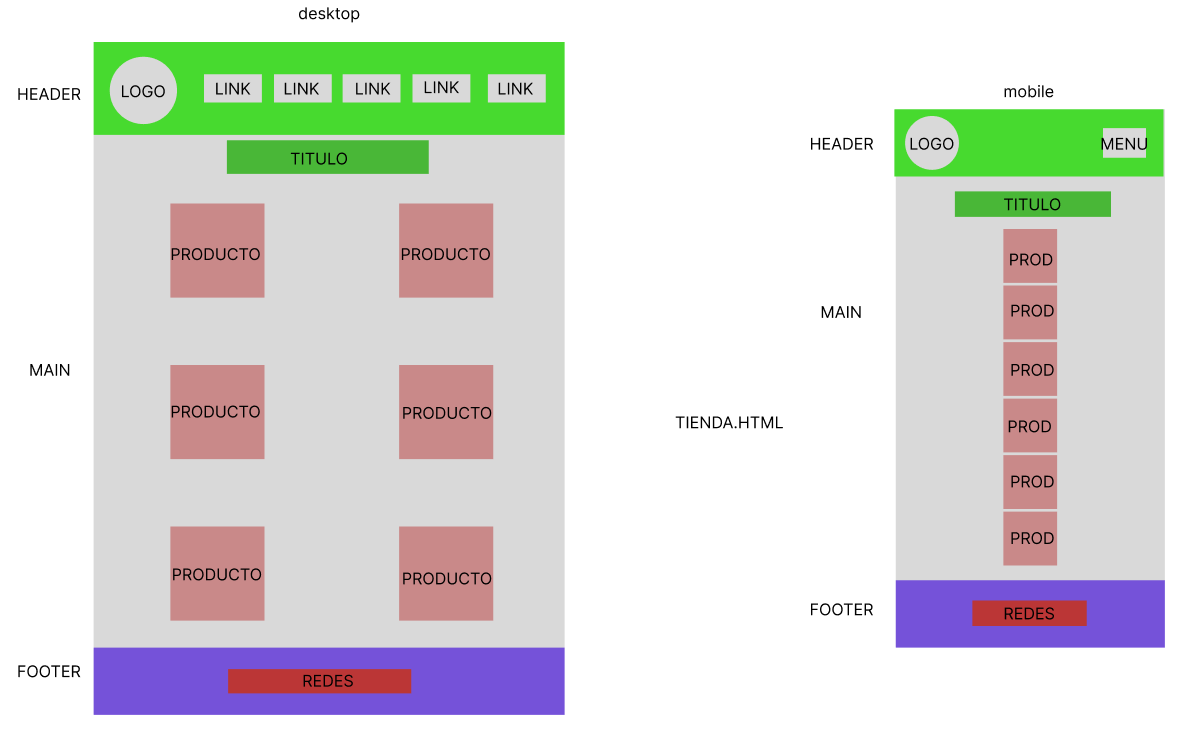 desktop
HEADER
LOGO
LINK
LINK
LINK
LINK
LINK
TITULO
PRODUCTO
PRODUCTO
MAIN
PRODUCTO
PRODUCTO
PRODUCTO
PRODUCTO
FOOTER
REDES
TIENDA.HTML
mobile
HEADER
LOGO
MENU
TITULO
MAIN
PROD
PROD
PROD
PROD
PROD
PROD
FOOTER
REDES